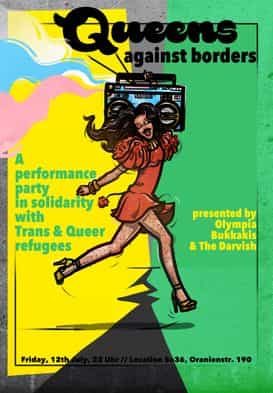 Queens
against borders
A
performance
party
in solidarity
with
Trans & Queer
refugees
presented by
Olympia
Bukkakis
& The Darvish
Friday, 12th July, 23 Uhr // Location So36, Oranienstr. 190